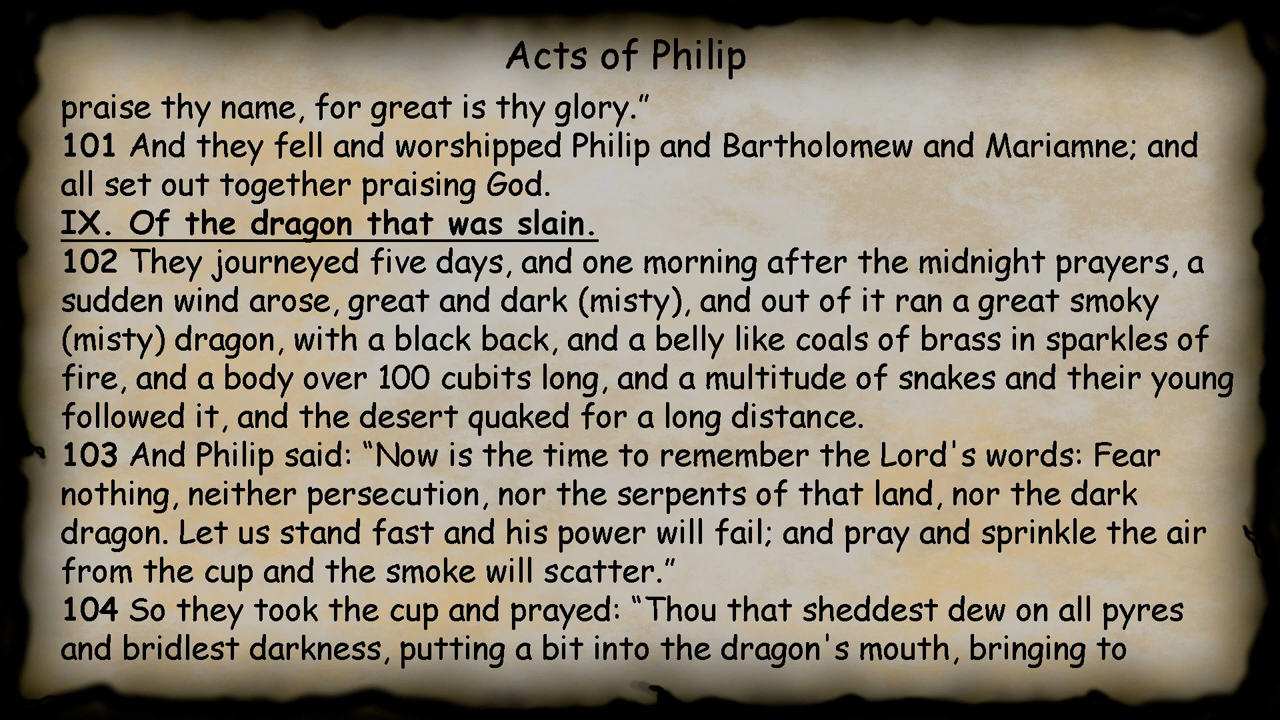 Acts of Philip
praise thy name, for great is thy glory.”
101 And they fell and worshipped Philip and Bartholomew and Mariamne; and
all set out together praising God.
IX. Of the dragon that was slain.
102 They journeyed five days, and one morning after the midnight prayers, a
sudden wind arose, great and dark (misty), and out of it ran a great smoky
(misty) dragon, with a black back, and a belly like coals of brass in sparkles of
fire, and a body over 100 cubits long, and a multitude of snakes and their young
followed it, and the desert quaked for a long distance.
103 And Philip said: “Now is the time to remember the Lord's words: Fear
nothing, neither persecution, nor the serpents of that land, nor the dark
dragon. Let us stand fast and his power will fail; and pray and sprinkle the air
from the cup and the smoke will scatter.”
104 So they took the cup and prayed: “Thou that sheddest dew on all pyres
and bridlest darkness, putting a bit into the dragon's mouth, bringing to